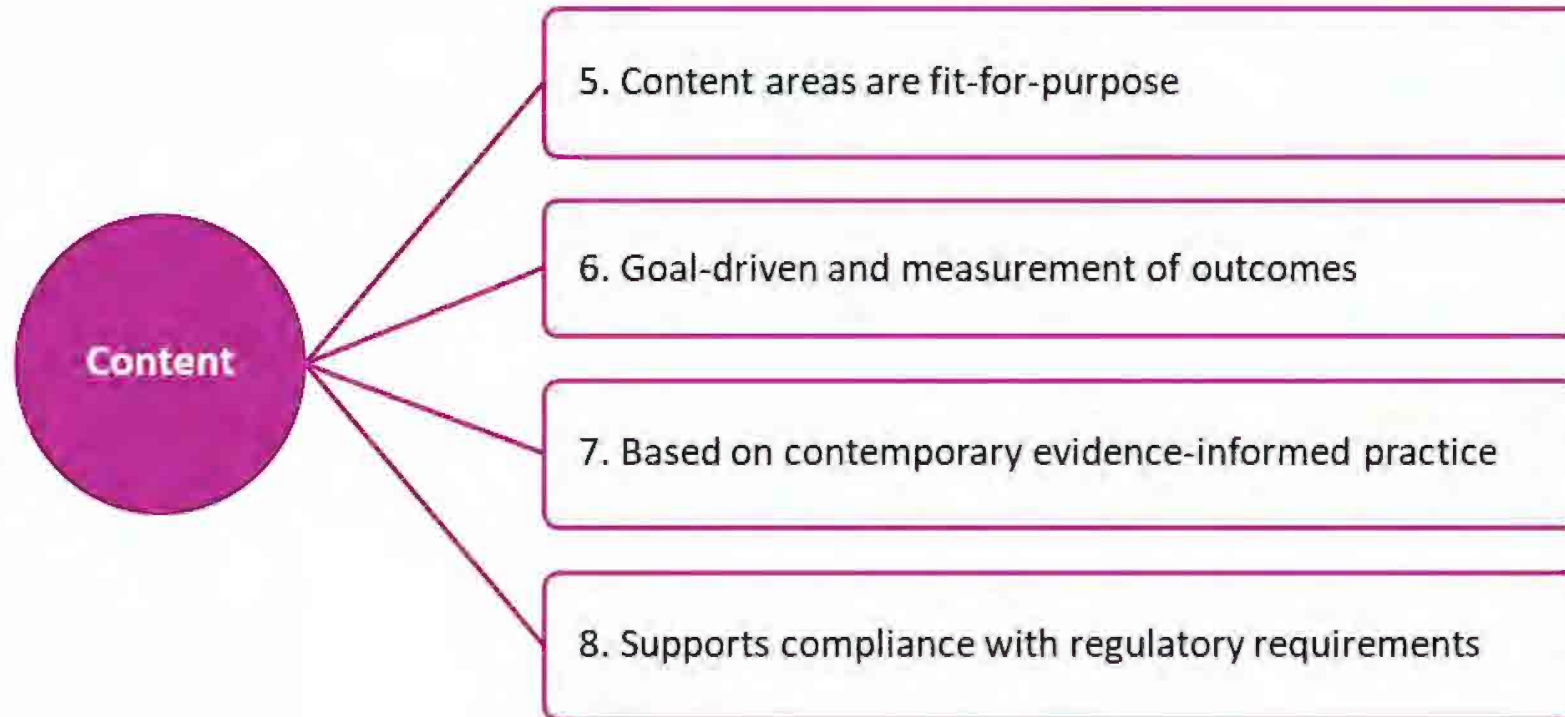 5. Content areas are fit-for-purpose
6. Goal-driven and measurement of outcomes
Content
7. Based on contemporary evidence-informed practice
8. Supports compliance with regulatory requirements